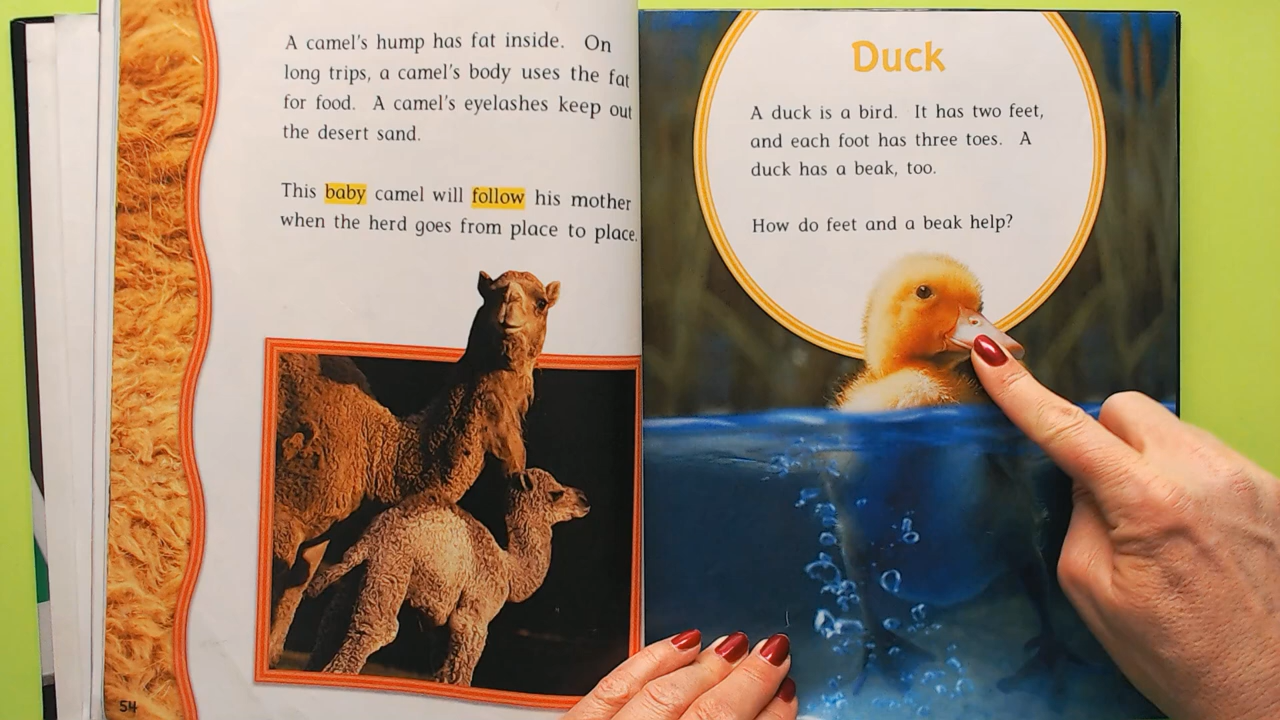 A camel's hump has fat inside. On
long trips, a camel's body uses the fat
for food. A camel's eyelashes keep out
the desert sand.
This baby camel will follow his mother
when the herd goes from place to place.
54
Duck
A duck is a bird. It has two feet,
and each foot has three toes. A
duck has a beak, too.
How do feet and a beak help?